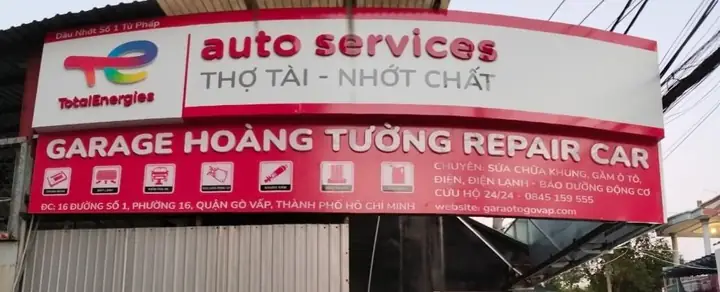 Dầu Nhớt Số 1 Từ Pháp
TotalEnergies
auto services
THỢ TÀI - NHỚT CHẤT
GARAGE HOÀNG TƯỜNG REPAIR CAR
CHUYÊN: SỬA CHỮA KHUNG, GẦM Ô TÔ,
ĐIỆN, ĐIỆN LẠNH - BẢO DƯỠNG ĐỘNG CƠ
CỨU HỘ 24/24 - 0845 159 555
website: garaotogovap.com
ĐC: 16 ĐƯỜNG SỐ 1, PHƯỜNG 16, QUẬN GÒ VẤP, THÀNH PHỐ HỒ CHÍ MINH